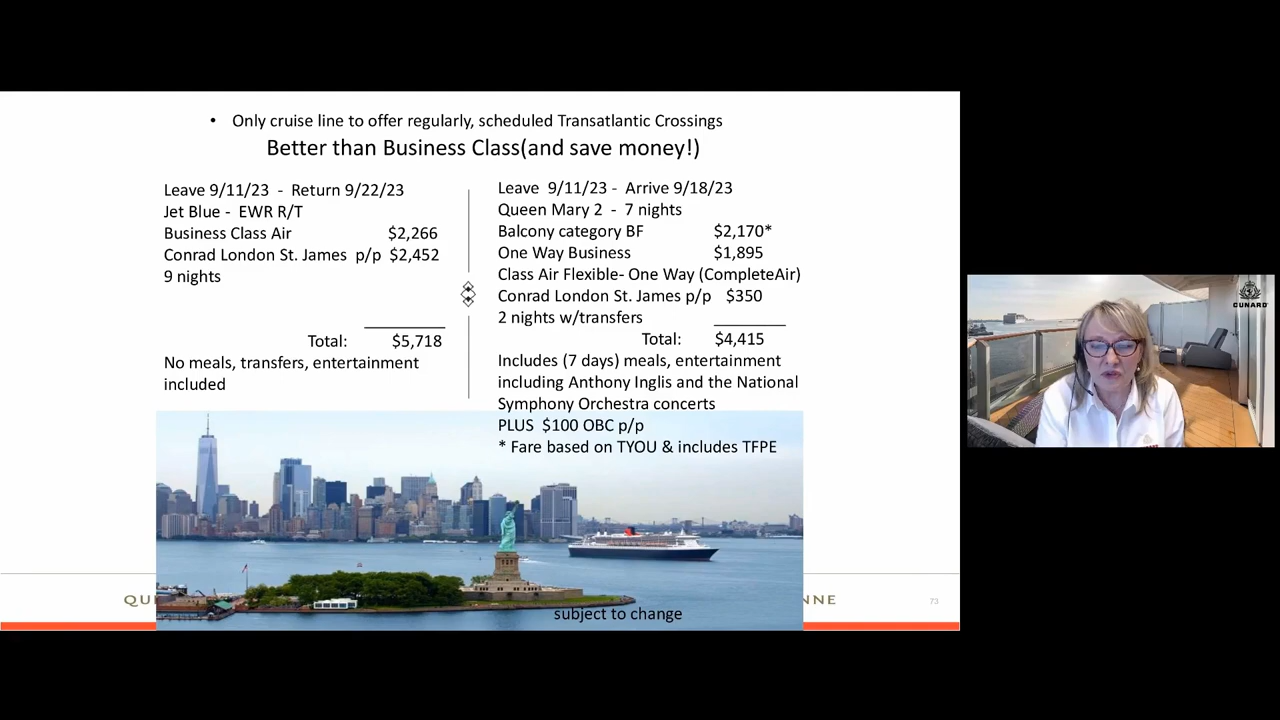 • Only cruise line to offer regularly, scheduled Transatlantic Crossings
Better than Business Class(and save money!)
Leave 9/11/23 - Return 9/22/23
Jet Blue - EWR R/T
Business Class Air $2,266
Conrad London St. James p/p $2,452
9 nights
Total: $5,718
No meals, transfers, entertainment
included
Leave 9/11/23 - Arrive 9/18/23
Queen Mary 2 - 7 nights
Balcony category BF $2,170*
One Way Business $1,895
Class Air Flexible- One Way (CompleteAir)
Conrad London St. James p/p $350
2 nights w/transfers
Total: $4,415
Includes (7 days) meals, entertainment
including Anthony Inglis and the National
Symphony Orchestra concerts
PLUS $100 OBC p/p
* Fare based on TYOU & includes TFPE
subject to change
QU
NNE
73
CUNARD